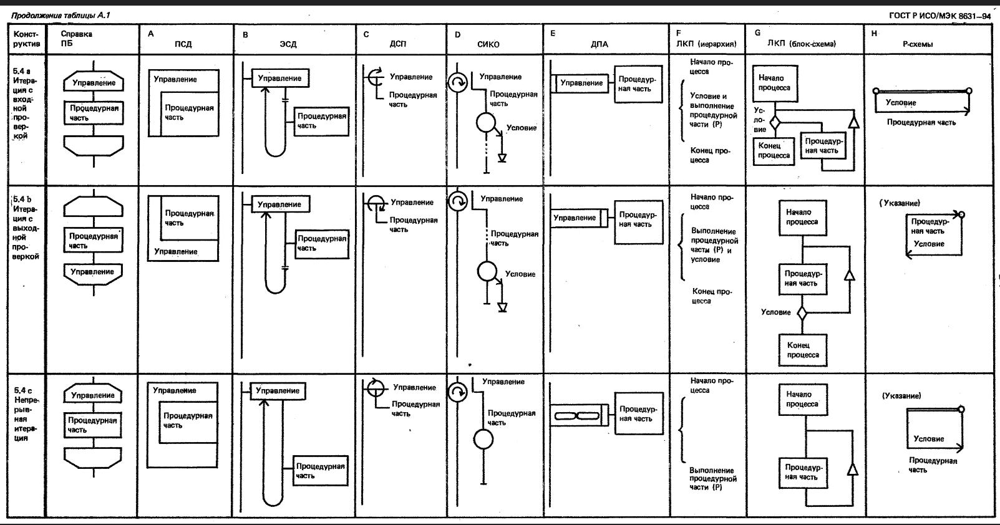 Продолжение таблицы А.1
ГОСТ Р ИСО/МЭК 8631—94
Конст-
руктив
Справка
ПБ
A
ПСД
B
ЭСД
C
ДСП
D
СИКО
E
ДПА
F
ЛКП (иерархия)
G
ЛКП (блок-схема)
H
Р-схемы
5.4 a
Итера-
ция с
вход-
ной
про-
вер-
кой
Управление
Процедурная
часть
Управление
Процедурная
часть
Управление
Процедурная
часть
Управление
Процедурная
часть
Управление
Процедурная
часть
Условие
Управление
Процедур-
ная часть
Начало про-
цесса
Условие и
выполнение
процедурной
части (Р)
Конец про-
цесса
Начало
процесса
Ус-
ло-
вие
Конец
процесса
Процедур-
ная часть
Условие
Процедурная часть
5.4 b
Итера-
ция с
выход-
ной
про-
веркой
Процедурная
часть
Управление
Процедурная
часть
Управление
Управление
Процедурная
часть
Управление
Процедурная
часть
Управление
Процедурная
часть
Условие
Управление
Процедур-
ная часть
Начало про-
цесса
Выполнение
процедурной
части (Р) и
условие
Конец про-
цесса
Начало
процесса
Процедур-
ная часть
Условие
Конец
процесса
(Указание)
Процедур-
ная часть
Условие
5.4 c
Непре-
рыв-
ная
итера-
ция
Управление
Процедурная
часть
Управление
Процедурная
часть
Управление
Процедурная
часть
Управление
Процедурная
часть
Управление
Процедурная
часть
Процедур-
ная часть
Начало про-
цесса
Выполнение
процедурной
части (Р)
Начало
процесса
Процедур-
ная часть
(Указание)
Условие
Процедурная
часть